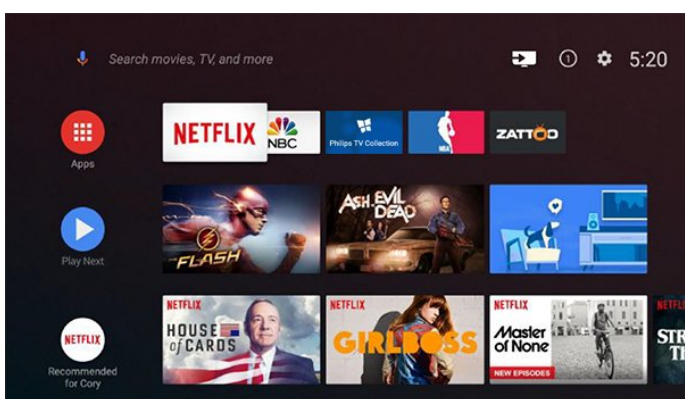 Search movies, TV, and more
1
5:20
NETFLIX
NBC
Philips TV Collection
NBA
ZATTOO
Apps
THE FLASH
ASH VS EVIL DEAD
Play Next
NETFLIX
HOUSE
of CARDS
NETFLIX
GIRLBOSS
NETFLIX
Master
of None
NEW EPISODES
NETFLIX
Recommended
for Cory